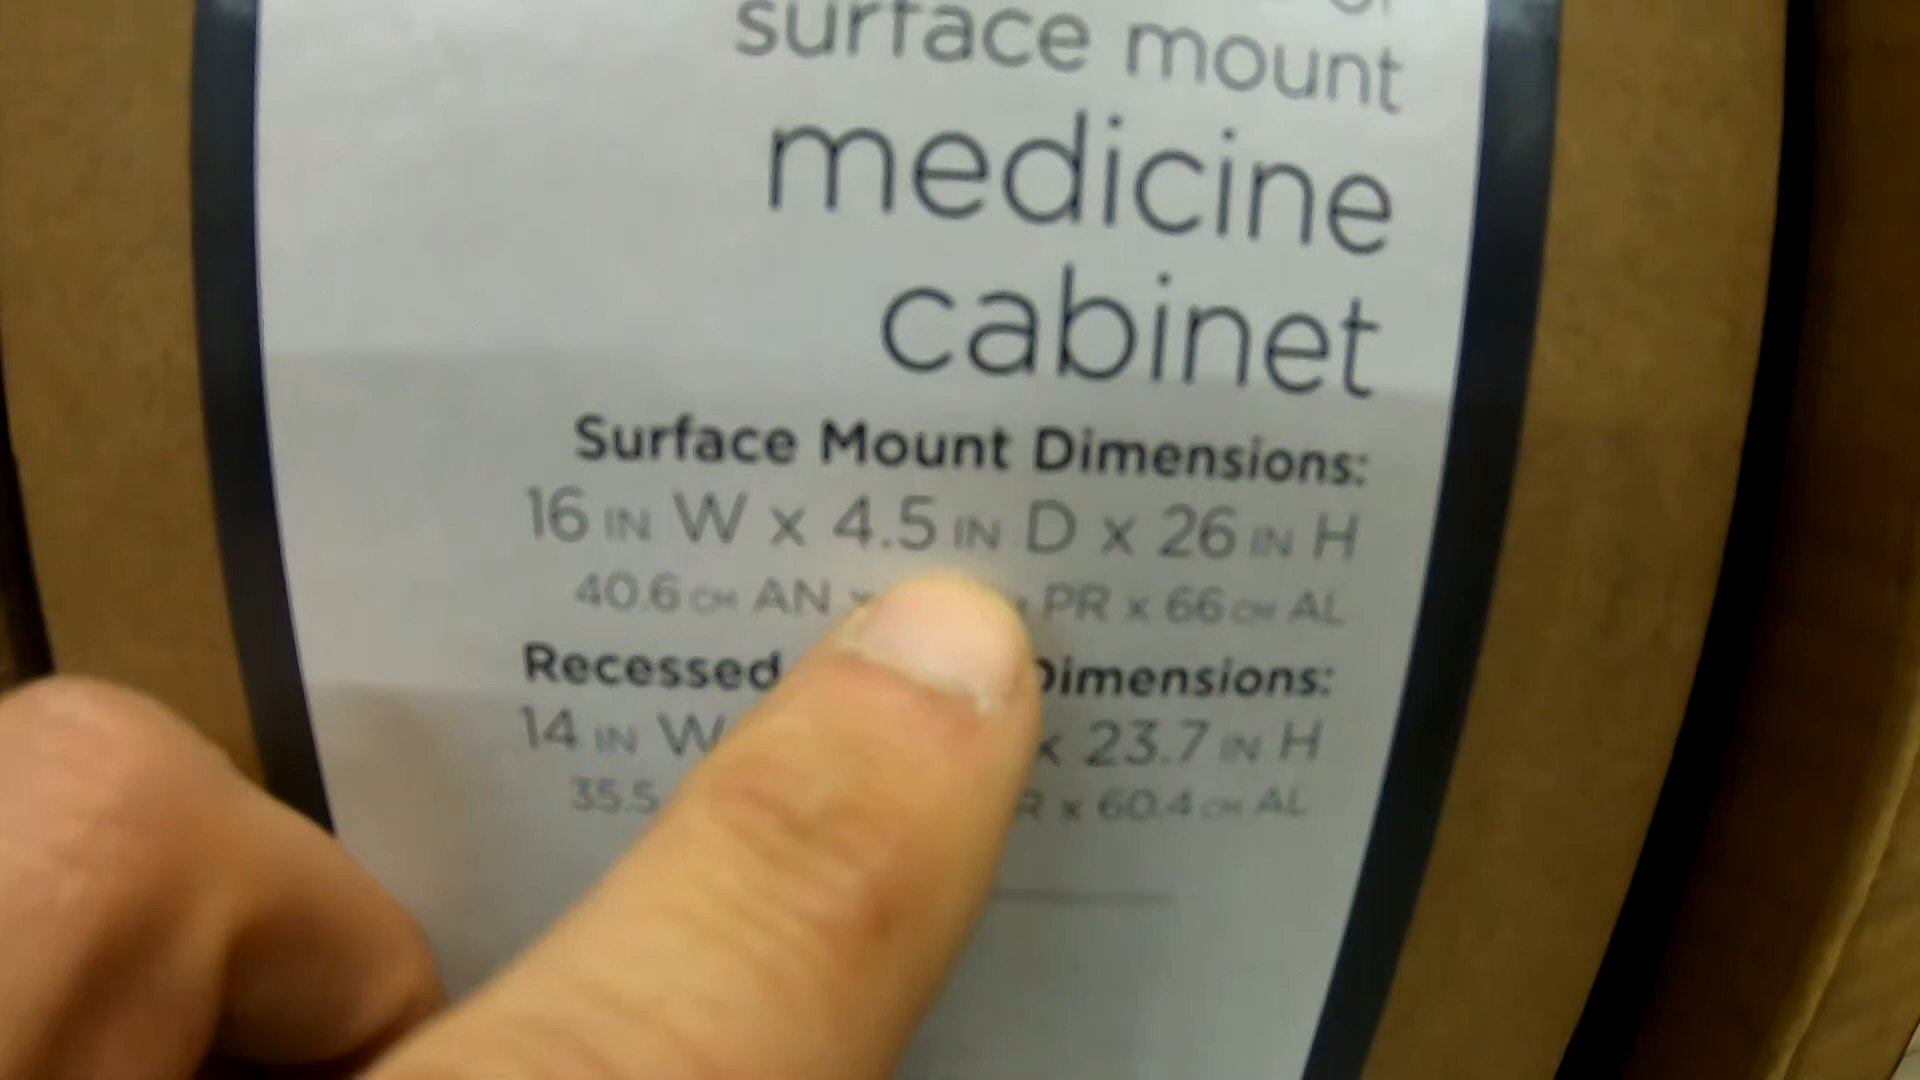 surface mount
medicine
cabinet
Surface Mount Dimensions:
16 IN W x 4.5 IN D x 26 IN H
40.6 CM AN PR x 66 CM AL
Recessed Dimensions:
14 IN W x 23.7 IN H
35.5 x 60.4 CM AL